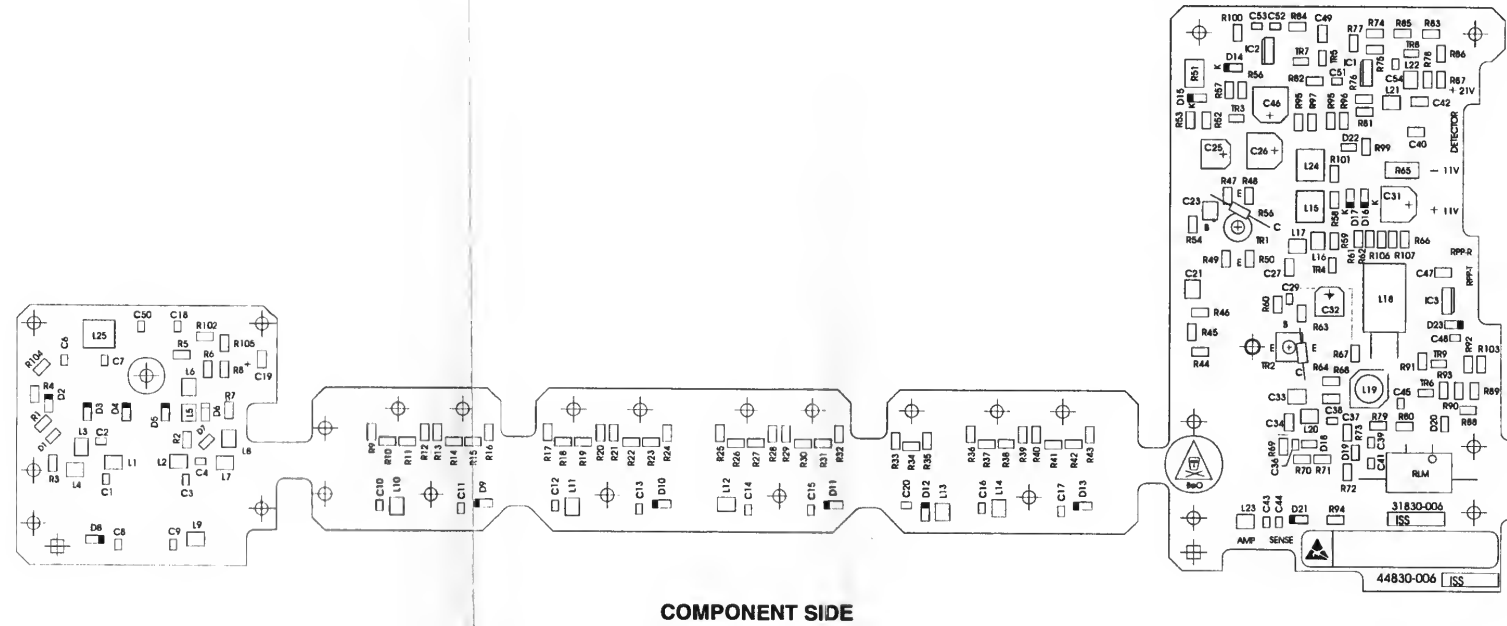 C50
C18
R102
R105
C6
L25
C7
R5
R6
R8
+
C19
R104
R4
D2
D3
D4
D5
L6
L5
D6
R7
R1
D1
L3
C2
R2
D7
L8
R3
L4
L1
L2
C4
L7
C1
C3
D8
C8
C9
L9
R9
R10
R11
R12
R13
R14
R15
R16
C10
L10
C11
D9
R17
R18
R19
R20
R21
R22
R23
R24
C12
L11
C13
D10
R25
R26
R27
R28
R29
R30
R31
R32
L12
C14
C15
D11
R33
R34
R35
R36
R37
R38
R39
R40
R41
R42
R43
C20
D12
L13
C16
L14
C17
D13
R100
C53
C52
R84
C49
R77
R74
R85
R83
IC2
TR7
TR5
IC1
R75
TR8
R78
R86
K
D14
R56
R82
C51
R76
C54
L22
R87
+ 21V
R51
D15
K
R57
TR3
C46
+
R95
R97
R95
R96
R81
L21
C42
R53
R52
C25
+
C26
+
D22
R99
C40
DETECTOR
L24
R101
R65
– 11V
R47
R48
C23
E
B
R56
C
TR1
R54
L15
R58
K
D17
D16
K
C31
+
+ 11V
R49
E
R50
L17
L16
R59
R61
R62
R106
R107
R66
C27
TR4
RPP-R
RPP-T
C21
C29
R60
C32
+
R63
L18
C47
IC3
D23
C48
R46
R45
R44
B
E
E
TR2
C
R67
R64
R68
L19
R91
TR9
R92
R103
C33
C45
TR6
R93
R89
C34
L20
C38
C37
R79
R80
R90
R88
D20
C36
R69
R70
D18
R71
D19
R73
C39
C41
R72
RLM
BeO
L23
C43
C44
D21
R94
AMP
SENSE
31830-006
ISS
44830-006
ISS
COMPONENT SIDE